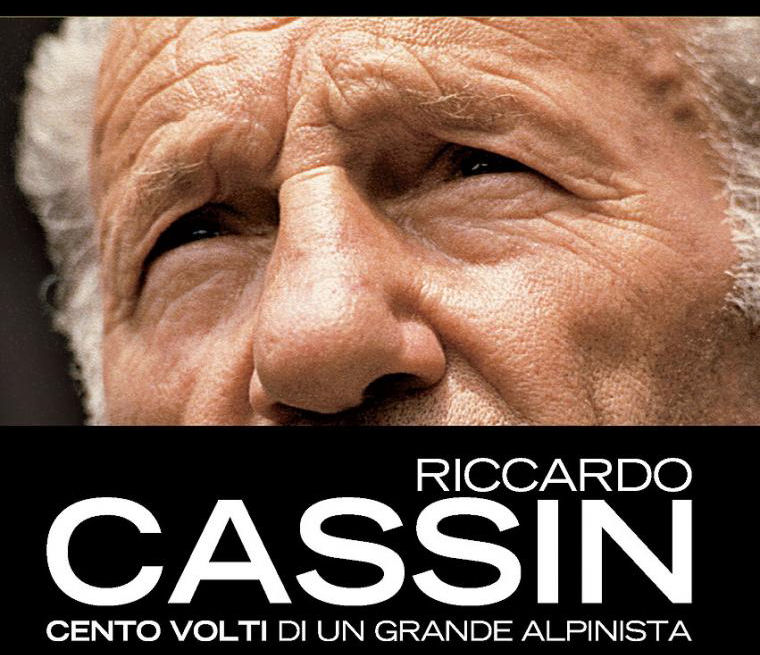 RICCARDO
CASSIN
CENTO VOLTI DI UN GRANDE ALPINISTA